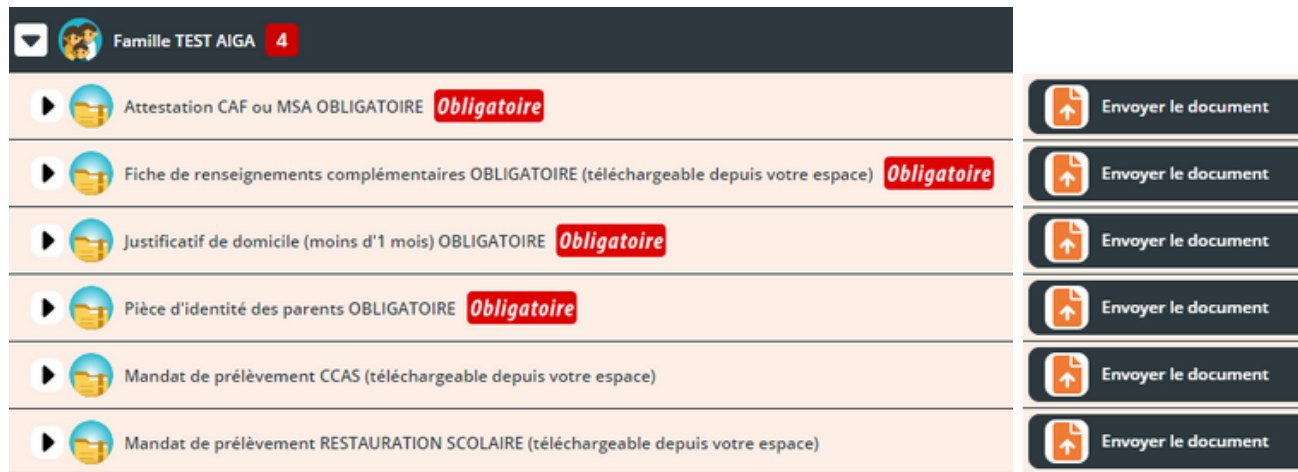 Famille TEST AIGA 4
Attestation CAF ou MSA OBLIGATOIRE Obligatoire Envoyer le document
Fiche de renseignements complémentaires OBLIGATOIRE (téléchargeable depuis votre espace) Obligatoire Envoyer le document
Justificatif de domicile (moins d'1 mois) OBLIGATOIRE Obligatoire Envoyer le document
Pièce d'identité des parents OBLIGATOIRE Obligatoire Envoyer le document
Mandat de prélèvement CCAS (téléchargeable depuis votre espace) Envoyer le document
Mandat de prélèvement RESTAURATION SCOLAIRE (téléchargeable depuis votre espace) Envoyer le document